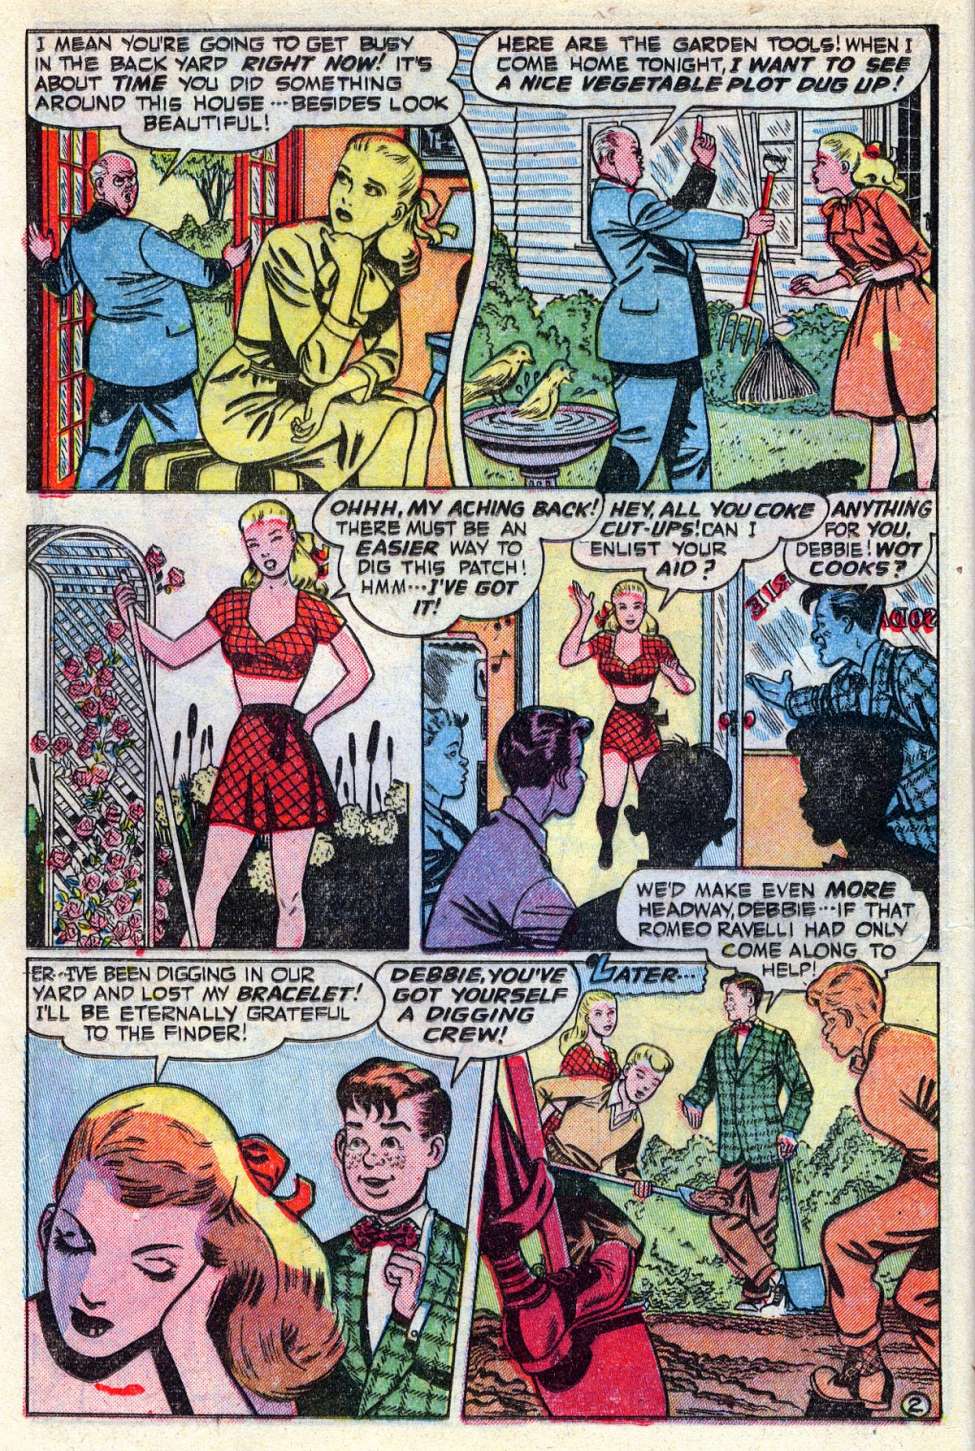 I MEAN YOU'RE GOING TO GET BUSY
IN THE BACK YARD RIGHT NOW! IT'S
ABOUT TIME YOU DID SOMETHING
AROUND THIS HOUSE---BESIDES LOOK
BEAUTIFUL!
HERE ARE THE GARDEN TOOLS! WHEN I
COME HOME TONIGHT, I WANT TO SEE
A NICE VEGETABLE PLOT DUG UP!
OHHH, MY ACHING BACK!
THERE MUST BE AN
EASIER WAY TO
DIG THIS PATCH!
HMM---I'VE GOT
IT!
HEY, ALL YOU COKE
CUT-UPS! CAN I
ENLIST YOUR
AID?
ANYTHING
FOR YOU,
DEBBIE! WOT
COOKS?
SODA
ER--I'VE BEEN DIGGING IN OUR
YARD AND LOST MY BRACELET!
I'LL BE ETERNALLY GRATEFUL
TO THE FINDER!
DEBBIE, YOU'VE
GOT YOURSELF
A DIGGING
CREW!
LATER---
WE'D MAKE EVEN MORE
HEADWAY, DEBBIE---IF THAT
ROMEO RAVELLI HAD ONLY
COME ALONG TO
HELP!
2